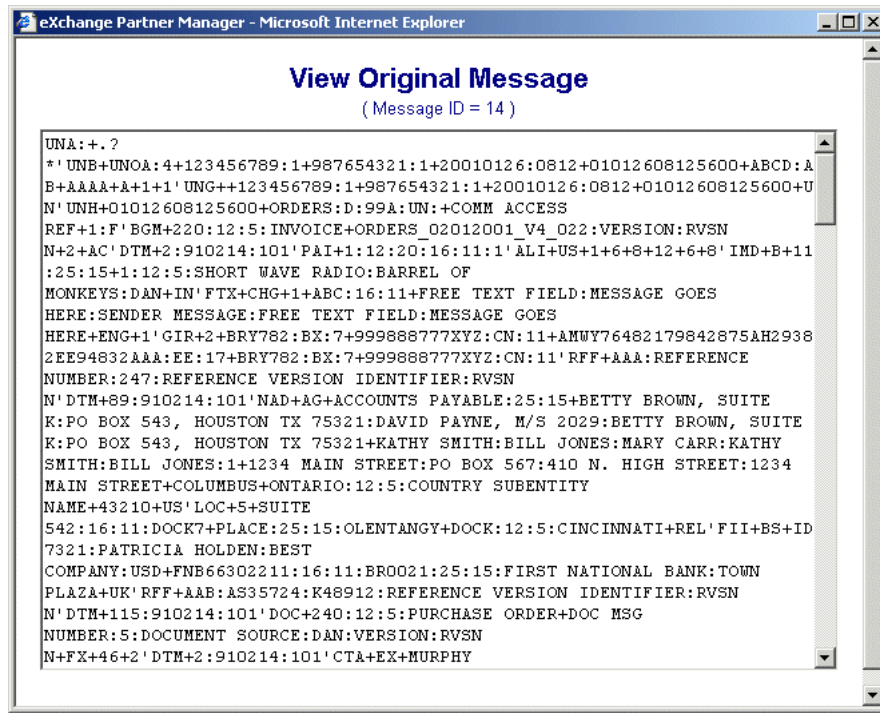 eXchange Partner Manager - Microsoft Internet Explorer
View Original Message
( Message ID = 14 )
UNA:+.?
*'UNB+UNOA:4+123456789:1+987654321:1+20010126:0812+01012608125600+ABCD:A
B+AAAA+A+1+1'UNG++123456789:1+987654321:1+20010126:0812+01012608125600+U
N'UNH+01012608125600+ORDERS:D:99A:UN:+COMM ACCESS
REF+1:F'BGM+220:12:5:INVOICE+ORDERS_02012001_V4_022:VERSION:RVSN
N+2+AC'DTM+2:910214:101'PAI+1:12:20:16:11:1'ALI+US+1+6+8+12+6+8'IMD+B+11
:25:15+1:12:5:SHORT WAVE RADIO:BARREL OF
MONKEYS:DAN+IN'FTX+CHG+1+ABC:16:11+FREE TEXT FIELD:MESSAGE GOES
HERE:SENDER MESSAGE:FREE TEXT FIELD:MESSAGE GOES
HERE+ENG+1'GIR+2+BRY782:BX:7+999888777XYZ:CN:11+AMWY76482179842875AH2938
2EE94832AAA:EE:17+BRY782:BX:7+999888777XYZ:CN:11'RFF+AAA:REFERENCE
NUMBER:247:REFERENCE VERSION IDENTIFIER:RVSN
N'DTM+89:910214:101'NAD+AG+ACCOUNTS PAYABLE:25:15+BETTY BROWN, SUITE
K:PO BOX 543, HOUSTON TX 75321:DAVID PAYNE, M/S 2029:BETTY BROWN, SUITE
K:PO BOX 543, HOUSTON TX 75321+KATHY SMITH:BILL JONES:MARY CARR:KATHY
SMITH:BILL JONES:1+1234 MAIN STREET:PO BOX 567:410 N. HIGH STREET:1234
MAIN STREET+COLUMBUS+ONTARIO:12:5:COUNTRY SUBENTITY
NAME+43210+US'LOC+5+SUITE
542:16:11:DOCK7+PLACE:25:15:OLENTANGY+DOCK:12:5:CINCINNATI+REL'FII+BS+ID
7321:PATRICIA HOLDEN:BEST
COMPANY:USD+FNB66302211:16:11:BR0021:25:15:FIRST NATIONAL BANK:TOWN
PLAZA+UK'RFF+AAB:AS35724:K48912:REFERENCE VERSION IDENTIFIER:RVSN
N'DTM+115:910214:101'DOC+240:12:5:PURCHASE ORDER+DOC MSG
NUMBER:5:DOCUMENT SOURCE:DAN:VERSION:RVSN
N+FX+46+2'DTM+2:910214:101'CTA+EX+MURPHY